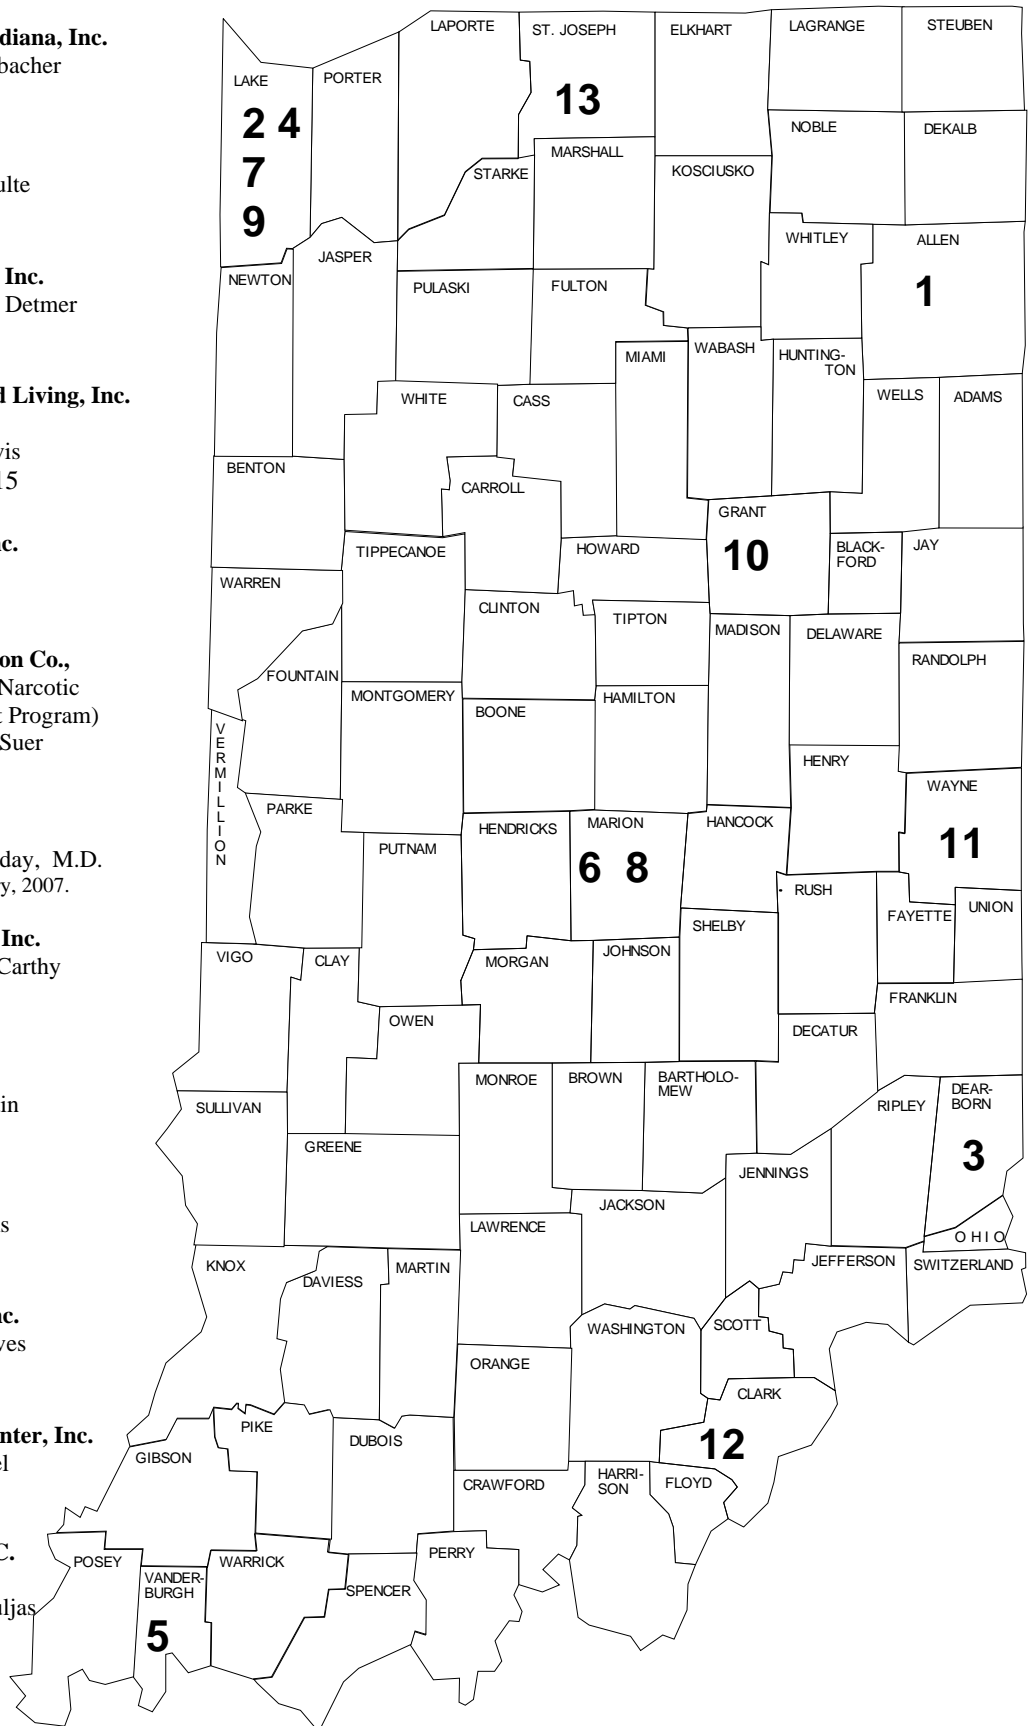 diana, Inc.
bacher
ulte
Inc.
Detmer
d Living, Inc.
vis
15
nc.
on Co.,
Narcotic
t Program)
Suer
day, M.D.
ry, 2007.
Inc.
Carthy
in
s
nc.
ves
nter, Inc.
el
C.
uljas
LAPORTE
ST. JOSEPH
ELKHART
LAGRANGE
STEUBEN
LAKE
PORTER
13
2 4
7
9
NOBLE
DEKALB
MARSHALL
STARKE
KOSCIUSKO
WHITLEY
ALLEN
JASPER
NEWTON
PULASKI
FULTON
1
MIAMI
WABASH
HUNTING-
TON
WHITE
CASS
WELLS
ADAMS
BENTON
CARROLL
GRANT
10
TIPPECANOE
HOWARD
BLACK-
FORD
JAY
WARREN
CLINTON
TIPTON
MADISON
DELAWARE
RANDOLPH
FOUNTAIN
MONTGOMERY
BOONE
HAMILTON
VERMILLION
HENRY
WAYNE
11
PARKE
PUTNAM
HENDRICKS
MARION
6 8
HANCOCK
RUSH
FAYETTE
UNION
VIGO
CLAY
MORGAN
JOHNSON
SHELBY
FRANKLIN
OWEN
DECATUR
SULLIVAN
MONROE
BROWN
BARTHOLO-
MEW
RIPLEY
DEAR-
BORN
3
GREENE
JENNINGS
JACKSON
LAWRENCE
OHIO
KNOX
DAVIESS
MARTIN
JEFFERSON
SWITZERLAND
WASHINGTON
SCOTT
ORANGE
CLARK
12
PIKE
DUBOIS
GIBSON
CRAWFORD
HARRI-
SON
FLOYD
POSEY
VANDER-
BURGH
5
WARRICK
SPENCER
PERRY